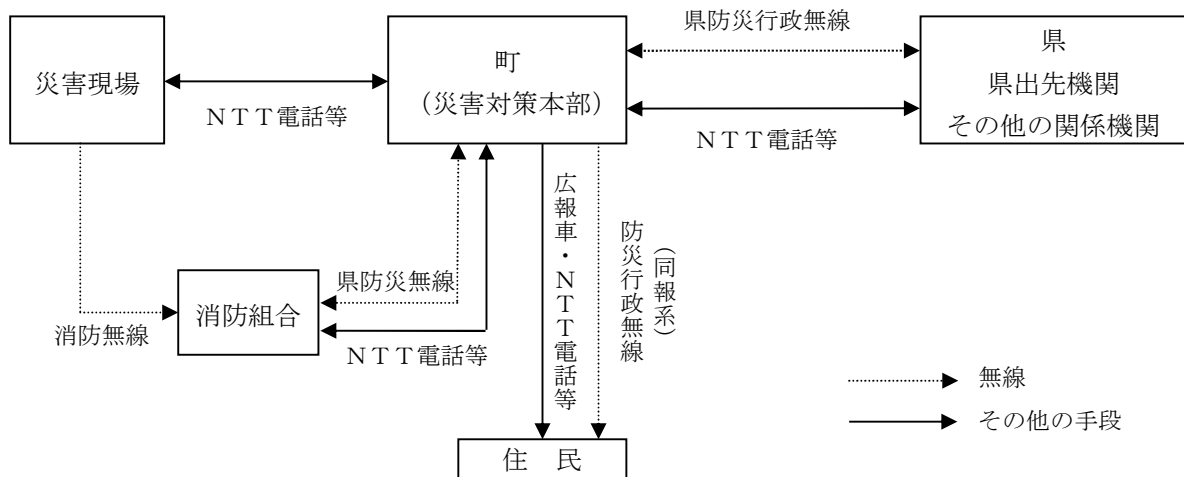 県防災行政無線
災害現場
町
（災害対策本部）
県
県出先機関
その他の関係機関
ＮＴＴ電話等
ＮＴＴ電話等
広報車・ＮＴＴ電話等
防災行政無線
（同報系）
県防災無線
消防組合
消防無線
ＮＴＴ電話等
無線
その他の手段
住　民